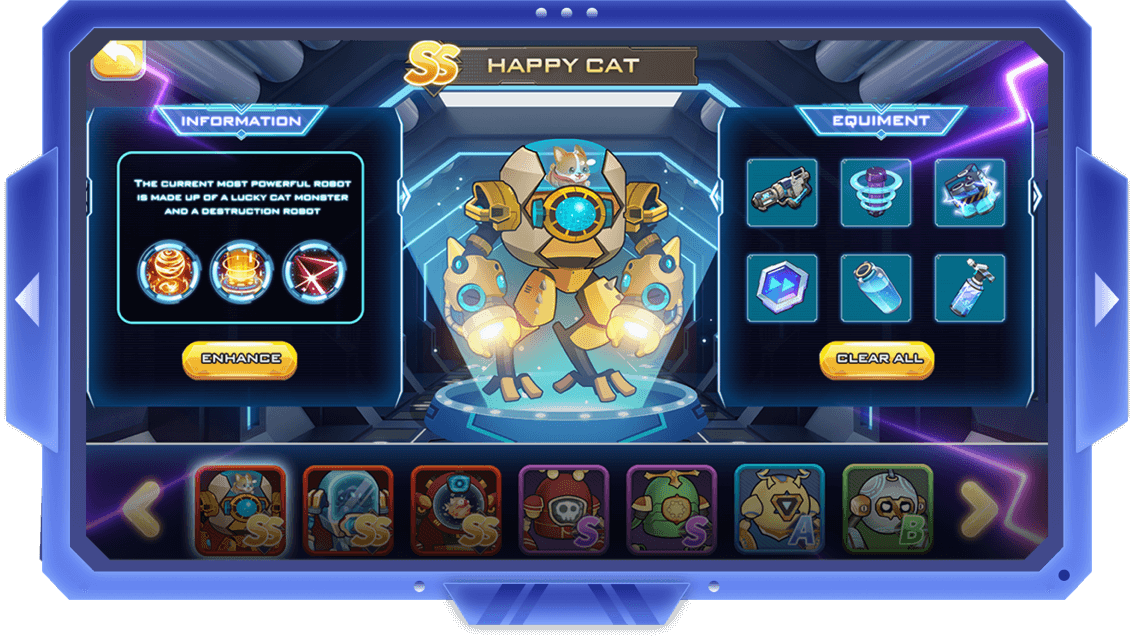 SS HAPPY CAT
INFORMATION
THE CURRENT MOST POWERFUL ROBOT
IS MADE UP OF A LUCKY CAT MONSTER
AND A DESTRUCTION ROBOT
ENHANCE
EQUIMENT
CLEAR ALL
SS SS SS S S A B